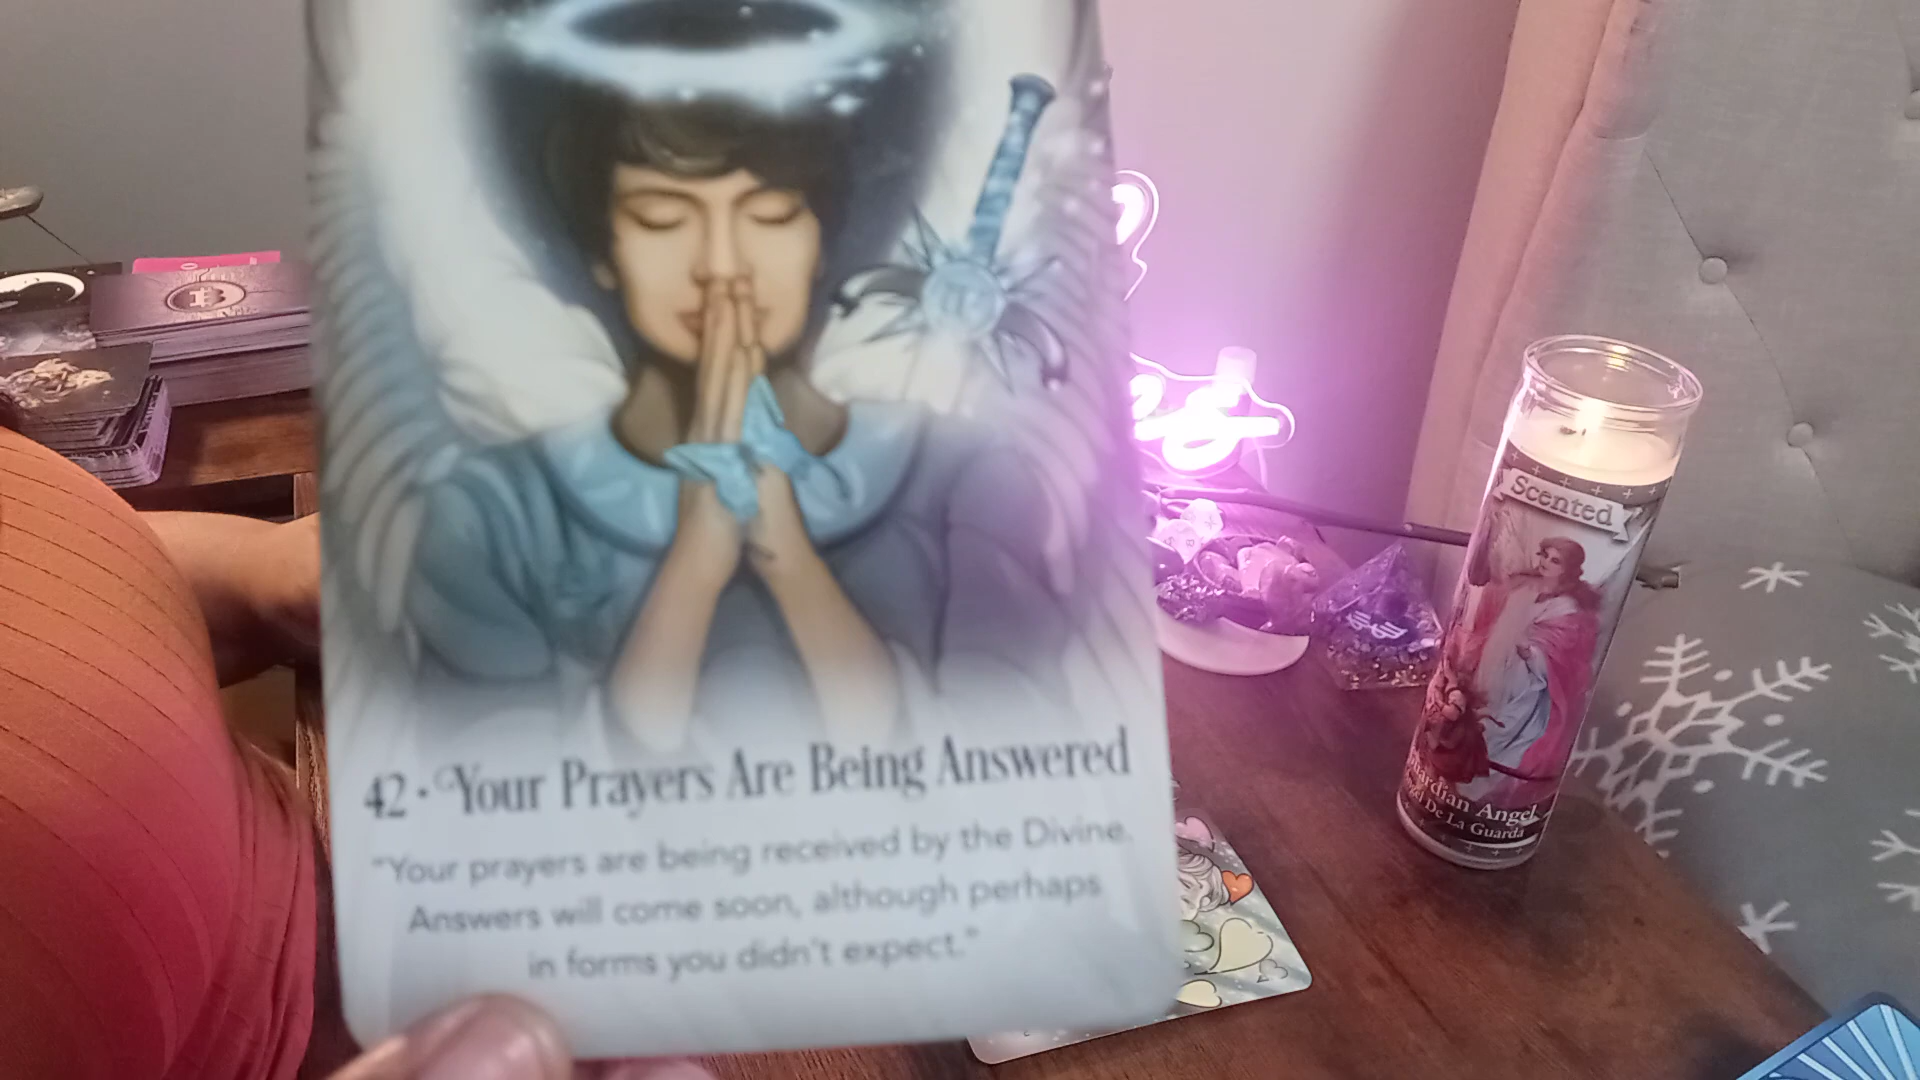 42 · Your Prayers Are Being Answered
"Your prayers are being received by the Divine.
Answers will come soon, although perhaps
in forms you didn't expect."
Scented
Angel
De La Guarda